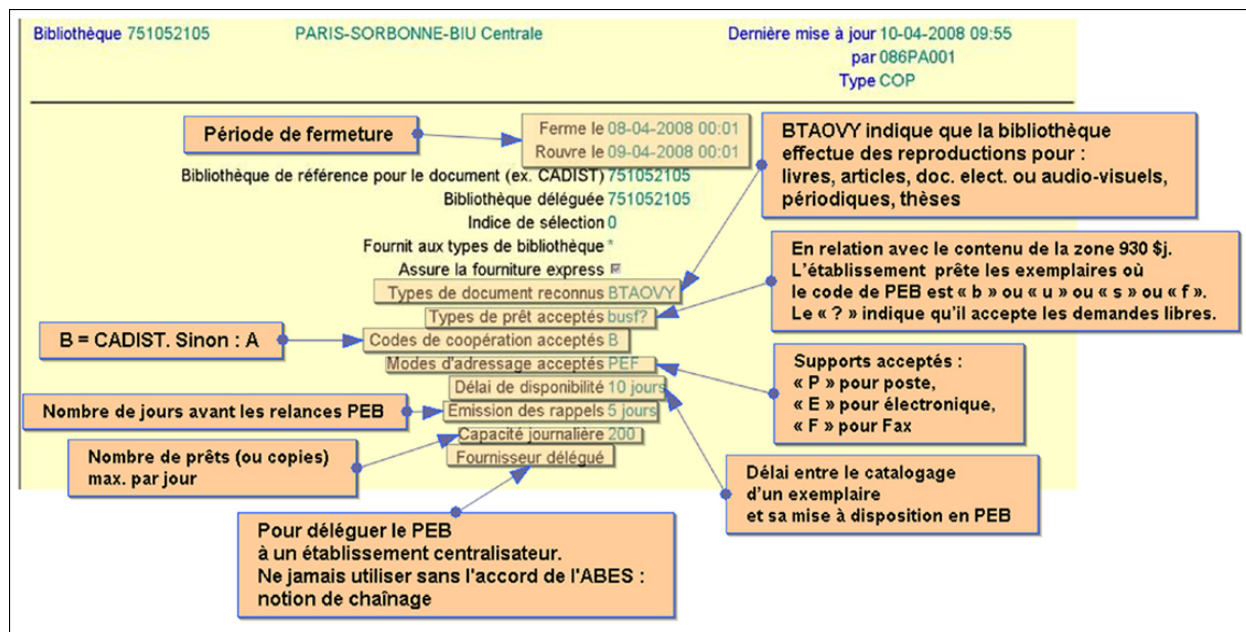 Bibliothèque 751052105 PARIS-SORBONNE-BIU Centrale Dernière mise à jour 10-04-2008 09:55
par 086PA001
Type COP
Période de fermeture
Ferme le 08-04-2008 00:01
Rouvre le 09-04-2008 00:01
Bibliothèque de référence pour le document (ex. CADIST) 751052105
Bibliothèque déléguée 751052105
Indice de sélection 0
Fournit aux types de bibliothèque *
Assure la fourniture express
Types de document reconnus BTAOVY
Types de prêt acceptés busf?
Codes de coopération acceptés B
Modes d'adressage acceptés PEF
Délai de disponibilité 10 jours
Emission des rappels 5 jours
Capacité journalière 200
Fournisseur délégué
BTAOVY indique que la bibliothèque
effectue des reproductions pour :
livres, articles, doc. elect. ou audio-visuels,
périodiques, thèses
En relation avec le contenu de la zone 930 $j.
L'établissement prête les exemplaires où
le code de PEB est « b » ou « u » ou « s » ou « f ».
Le « ? » indique qu'il accepte les demandes libres.
B = CADIST. Sinon : A
Supports acceptés :
« P » pour poste,
« E » pour électronique,
« F » pour Fax
Nombre de jours avant les relances PEB
Nombre de prêts (ou copies)
max. par jour
Délai entre le catalogage
d'un exemplaire
et sa mise à disposition en PEB
Pour déléguer le PEB
à un établissement centralisateur.
Ne jamais utiliser sans l'accord de l'ABES :
notion de chaînage